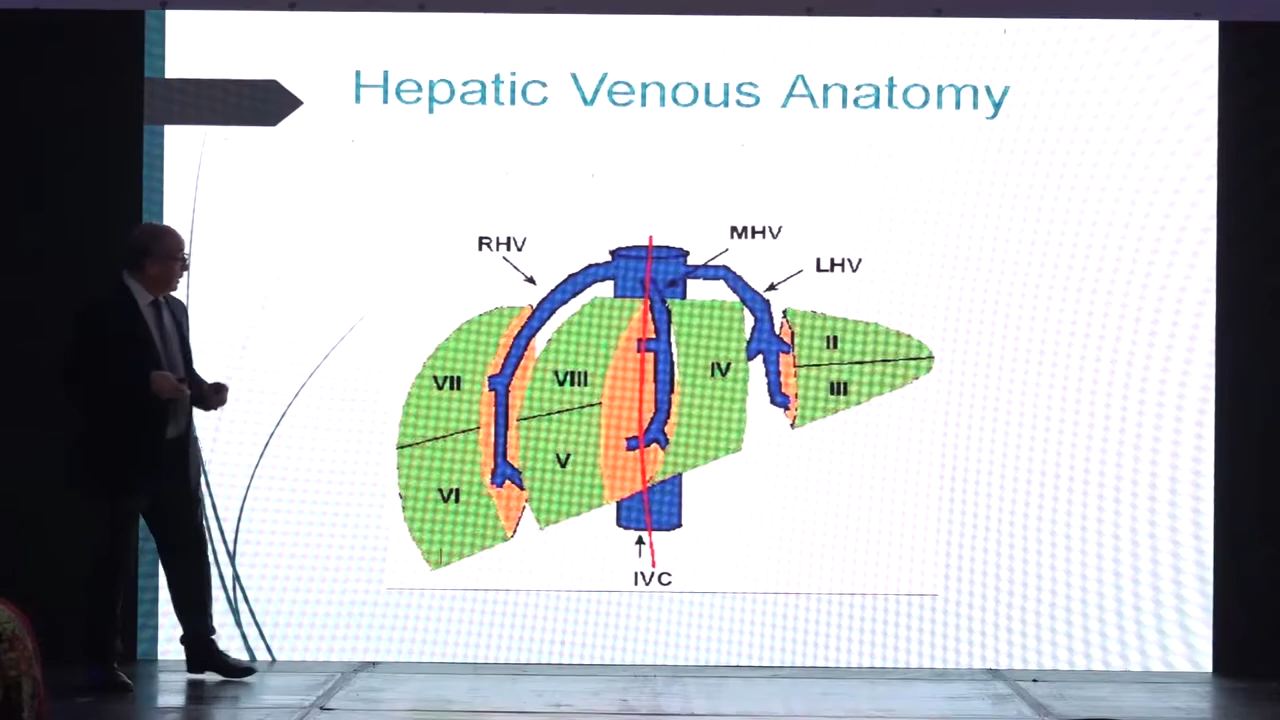 Hepatic Venous Anatomy
MHV
RHV
LHV
II
IV
VII
VIII
III
V
VI
IVC